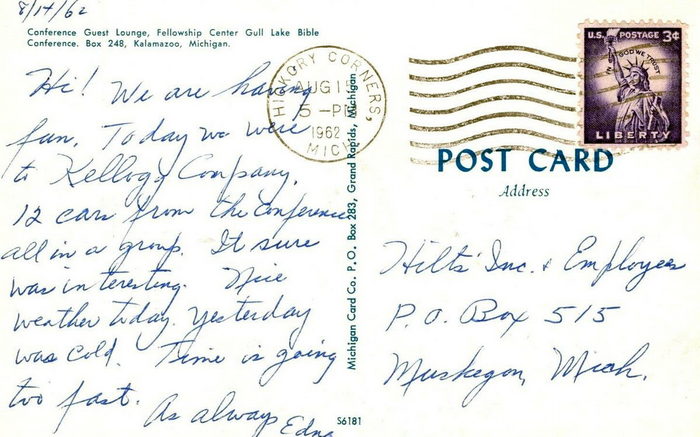 8/14/62
Conference Guest Lounge, Fellowship Center Gull Lake Bible
Conference. Box 248, Kalamazoo, Michigan.
Hi! We are having
fun. Today we were
to Kellogg Company.
12 cars from the Conference
all in a group. It sure
was interesting. Nice
weather today. Yesterday
was cold. Time is going
too fast.
As always Edna
Michigan Card Co., P.O. Box 283, Grand Rapids, Michigan
S6181
HICKORY CORNERS,
AUG 15
5 - PM
1962
MICH
U.S. POSTAGE 3¢
IN GOD WE TRUST
LIBERTY
POST CARD
Address
Hilts Inc. & Employees
P.O. Box 515
Muskegon, Mich.